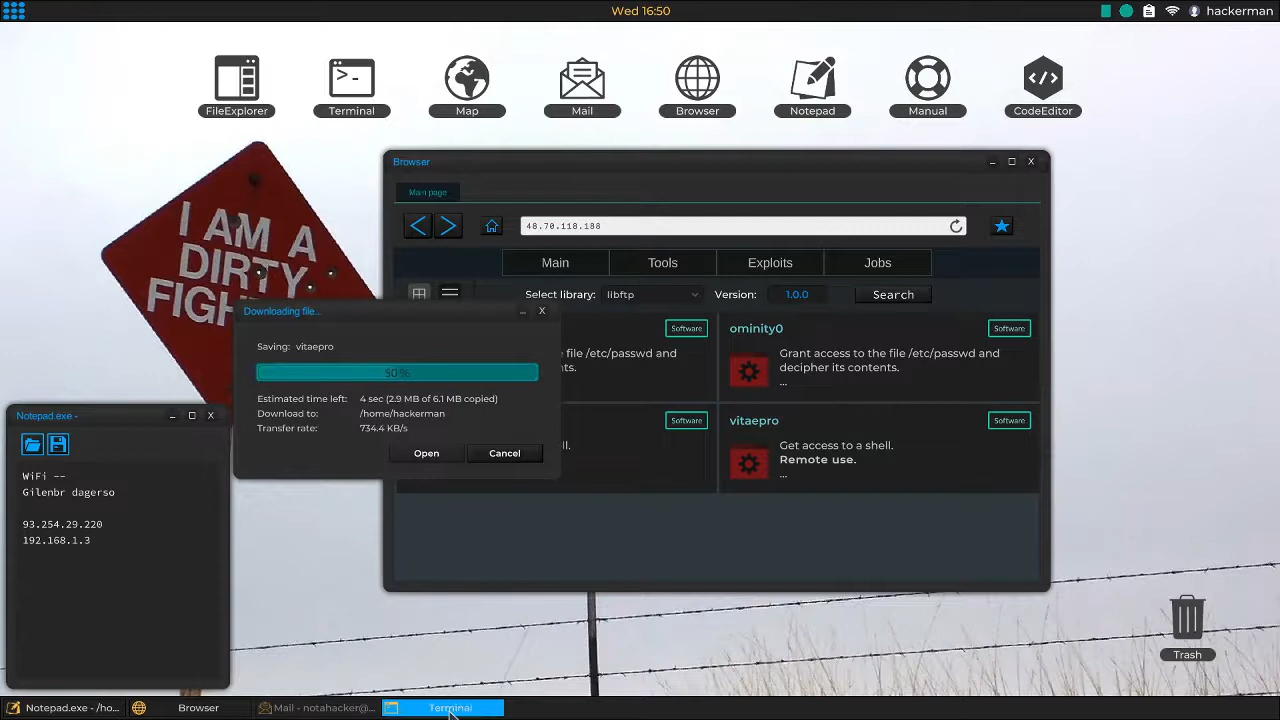 Wed 16:50
hackerman
FileExplorer
>-
Terminal
Map
Mail
Browser
Notepad
Manual
</>
CodeEditor
I AM A
DIRTY
Browser
Main page
48.70.118.188
Main
Tools
Exploits
Jobs
Select library:
libftp
Version:
1.0.0
Search
Software
file /etc/passwd and
ominity0
Software
Grant access to the file /etc/passwd and
decipher its contents.
...
Software
vitaepro
Software
Get access to a shell.
Remote use.
...
Downloading file...
Saving: vitaepro
50 %
Estimated time left: 4 sec (2.9 MB of 6.1 MB copied)
Download to: /home/hackerman
Transfer rate: 734.4 KB/s
Open
Cancel
Notepad.exe -
WiFi --
Gilenbr dagerso
93.254.29.220
192.168.1.3
Trash
Notepad.exe - /ho...
Browser
Mail - notahacker@...
Terminal